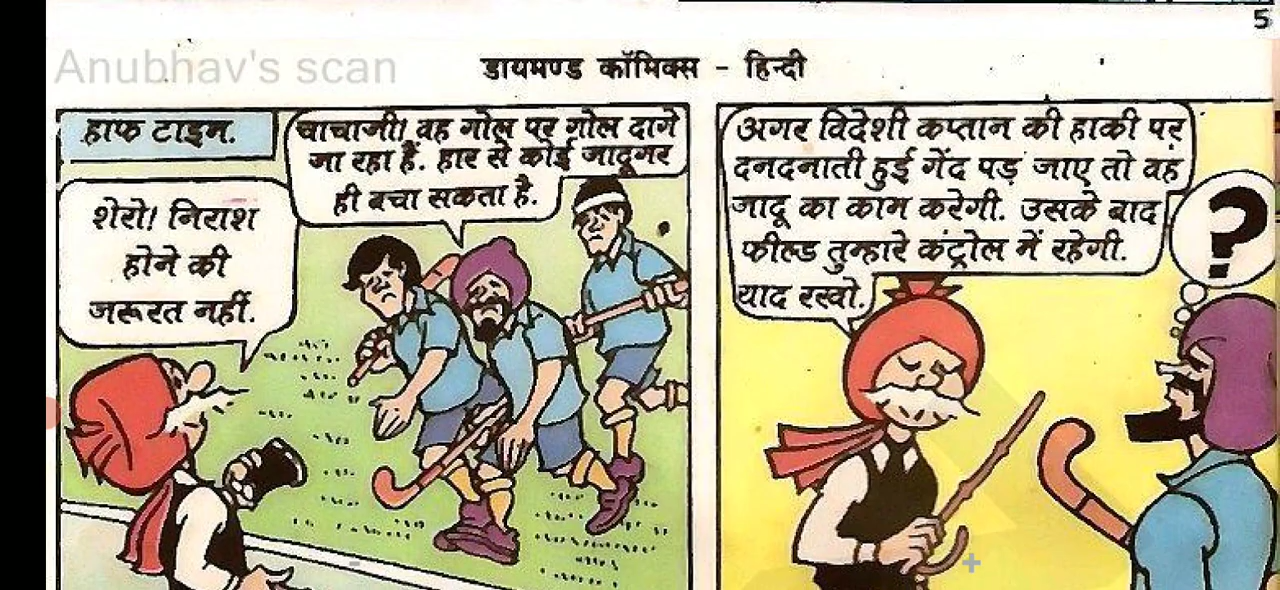 5
Anubhav's scan
डायमण्ड कॉमिक्स - हिन्दी
हाफ टाइम.
चाचाजी! वह गोल पर गोल दागे
जा रहा हैं. हार से कोई जादूगर
ही बचा सकता है.
शेरो! निराश
होने की
जरूरत नहीं.
अगर विदेशी कप्तान की हाकी पर
दनदनाती हुई गेंद पड़ जाए तो वह
जादू का काम करेगी. उसके बाद
फील्ड तुम्हारे कंट्रोल में रहेगी.
याद रखो.
?